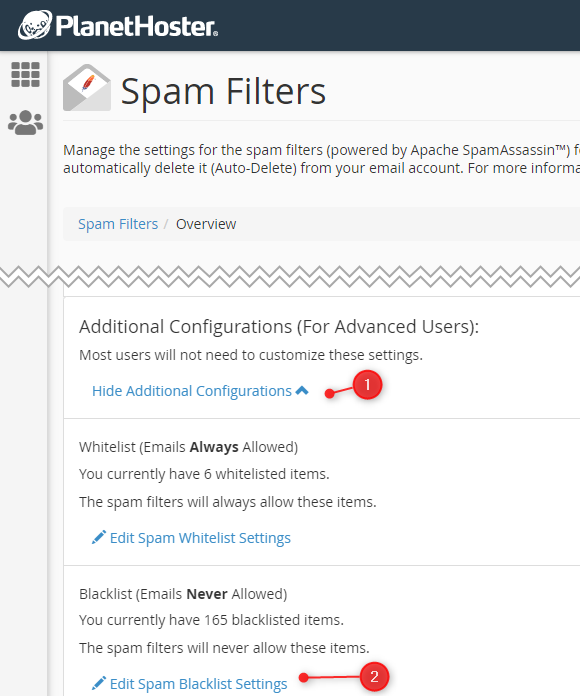 PlanetHoster.
Spam Filters
Manage the settings for the spam filters (powered by Apache SpamAssassin™)
automatically delete it (Auto-Delete) from your email account. For more
Spam Filters / Overview
Additional Configurations (For Advanced Users):
Most users will not need to customize these settings.
Hide Additional Configurations
1
Whitelist (Emails Always Allowed)
You currently have 6 whitelisted items.
The spam filters will always allow these items.
Edit Spam Whitelist Settings
Blacklist (Emails Never Allowed)
You currently have 165 blacklisted items.
The spam filters will never allow these items.
Edit Spam Blacklist Settings
2